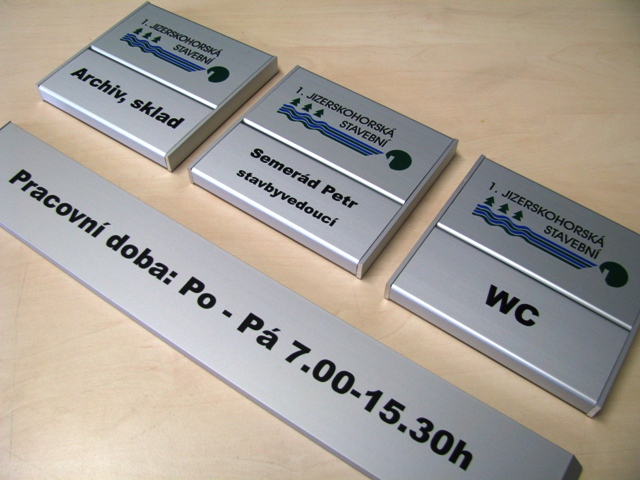 1. JIZERSKOHORSKÁ
STAVEBNÍ
Archiv, sklad
1. JIZERSKOHORSKÁ
STAVEBNÍ
Semerád Petr
stavbyvedoucí
1. JIZERSKOHORSKÁ
STAVEBNÍ
WC
Pracovní doba: Po - Pá 7.00-15.30h